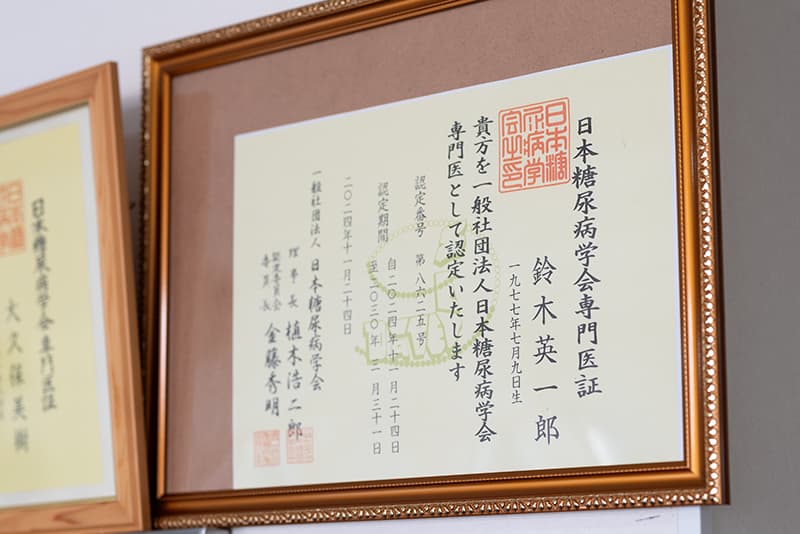 日本糖尿病学会専門医証
鈴木英一郎
一九七七年七月九日生
貴方を一般社団法人日本糖尿病学会
専門医として認定いたします
認定番号 第八六二五号
認定期間 自二〇二四年十一月二十四日
至二〇三〇年 三月三十一日
二〇二四年十一月二十四日
一般社団法人 日本糖尿病学会
理事長 植木浩二郎
認定委員会
委員長 金藤秀明
日本糖尿病学会之印
日本糖尿病学会専門医証
大久保美樹